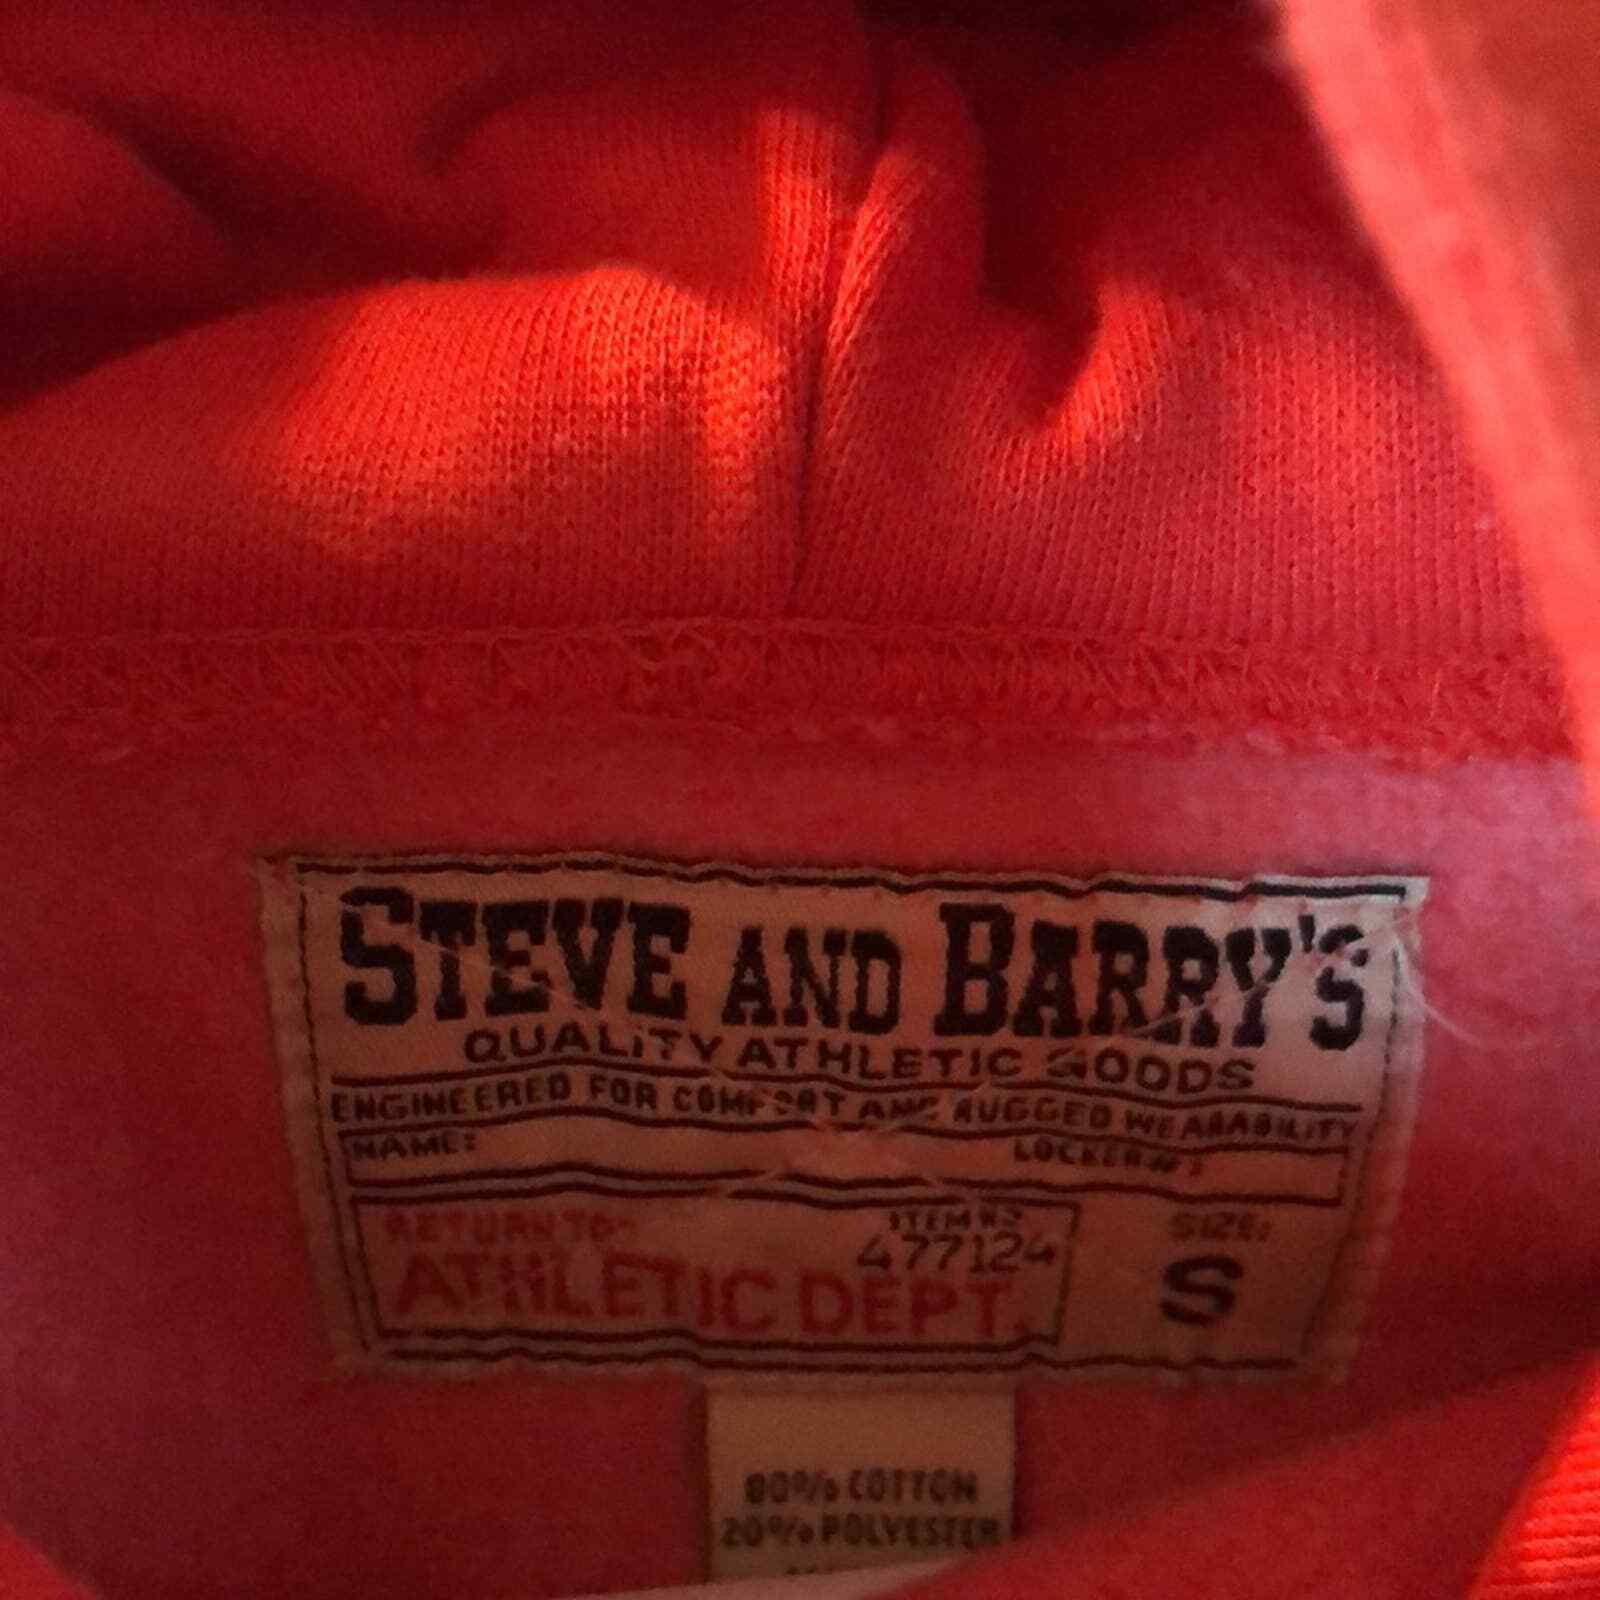 STEVE AND BARRY'S
QUALITY ATHLETIC GOODS
ENGINEERED FOR COMFORT AND RUGGED WEARABILITY
NAME: LOCKER#:
RETURN TO: ITEM #:
477124
ATHLETIC DEPT.
SIZE:
S
80% COTTON
20% POLYESTER